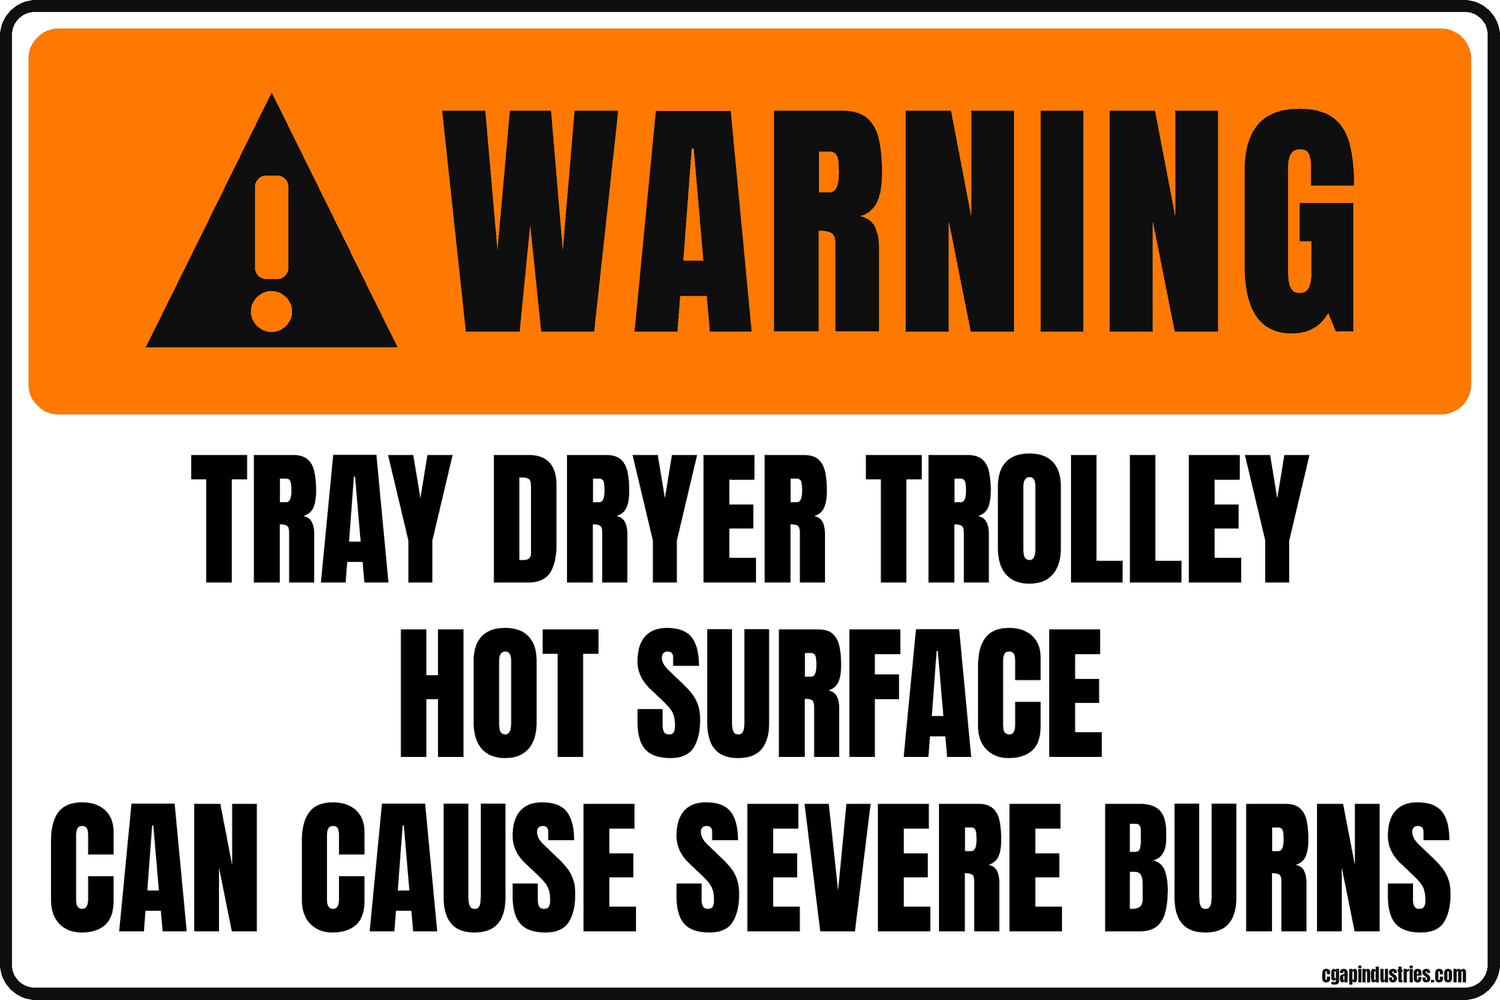 WARNING
TRAY DRYER TROLLEY
HOT SURFACE
CAN CAUSE SEVERE BURNS
cgapindustries.com